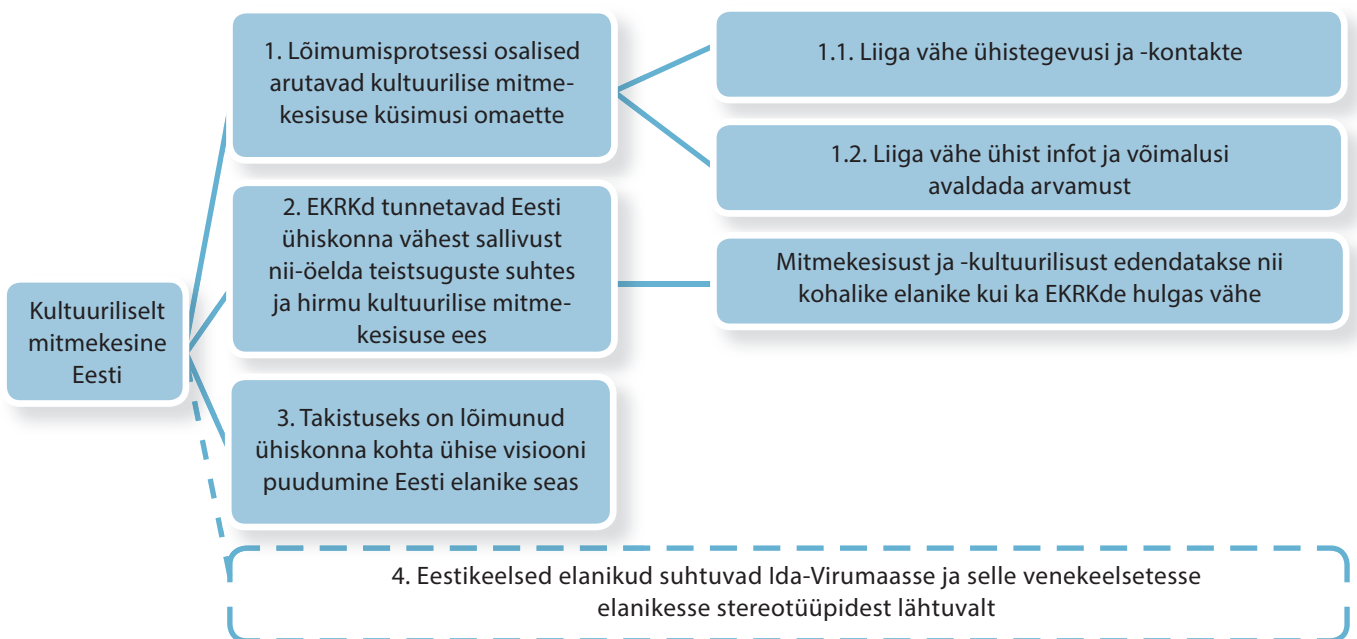 Kultuuriliselt
mitmekesine
Eesti
1. Lõimumisprotsessi osalised
arutavad kultuurilise mitme-
kesisuse küsimusi omaette
1.1. Liiga vähe ühistegevusi ja -kontakte
1.2. Liiga vähe ühist infot ja võimalusi
avaldada arvamust
2. EKRKd tunnetavad Eesti
ühiskonna vähest sallivust
nii-öelda teistsuguste suhtes
ja hirmu kultuurilise mitme-
kesisuse ees
Mitmekesisust ja -kultuurilisust edendatakse nii
kohalike elanike kui ka EKRKde hulgas vähe
3. Takistuseks on lõimunud
ühiskonna kohta ühise visiooni
puudumine Eesti elanike seas
4. Eestikeelsed elanikud suhtuvad Ida-Virumaasse ja selle venekeelsetesse
elanikesse stereotüüpidest lähtuvalt